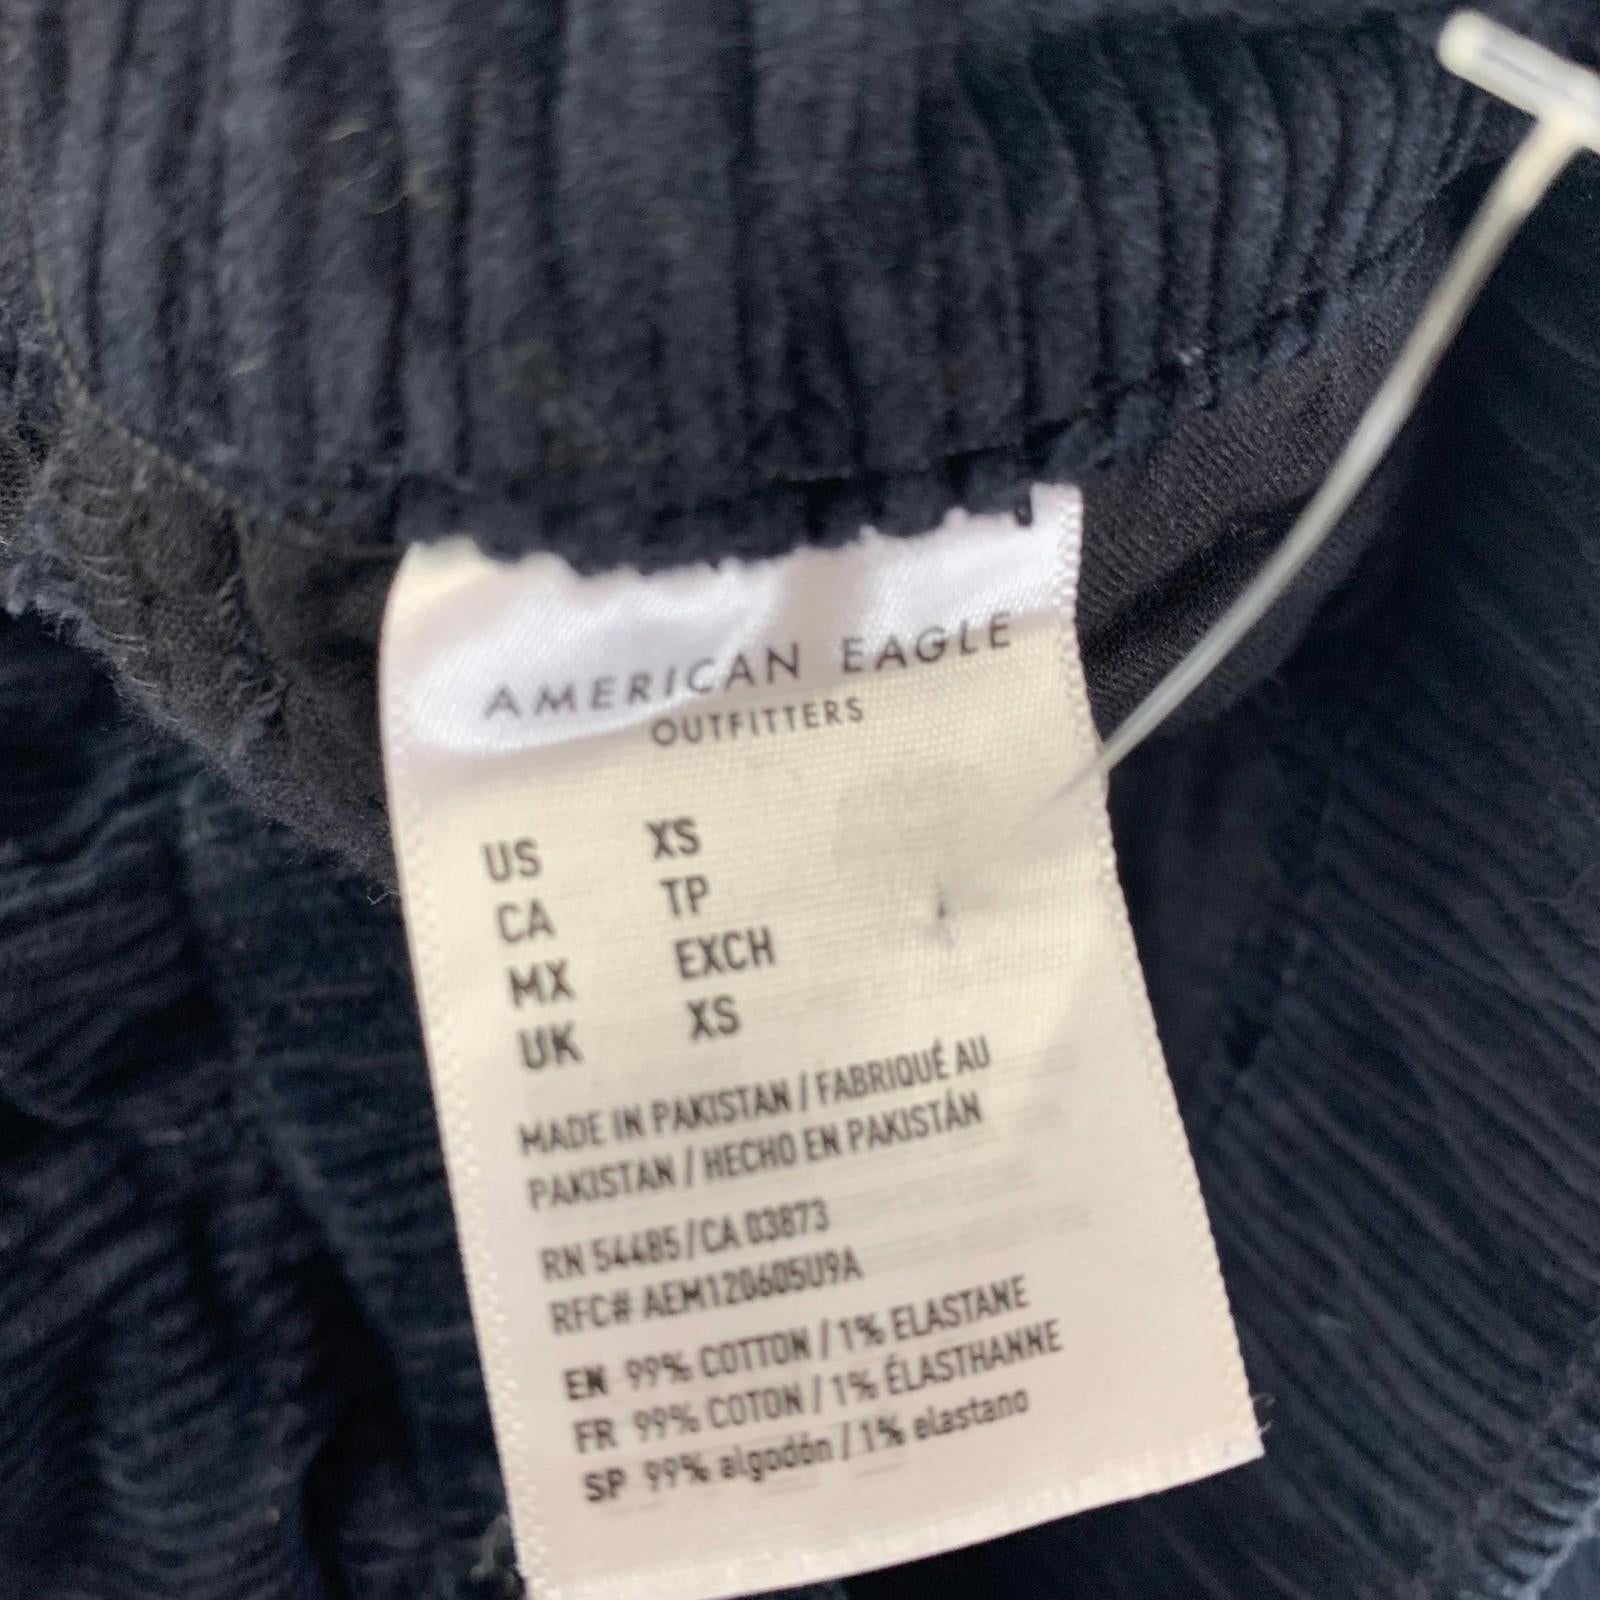 AMERICAN EAGLE
OUTFITTERS
US XS
CA TP
MX EXCH
UK XS
MADE IN PAKISTAN / FABRIQUÉ AU
PAKISTAN / HECHO EN PAKISTÁN
RN 54485/CA 03873
RFC# AEM120605U9A
EN 99% COTTON / 1% ELASTANE
FR 99% COTON / 1% ÉLASTHANNE
SP 99% algodón / 1% elastano